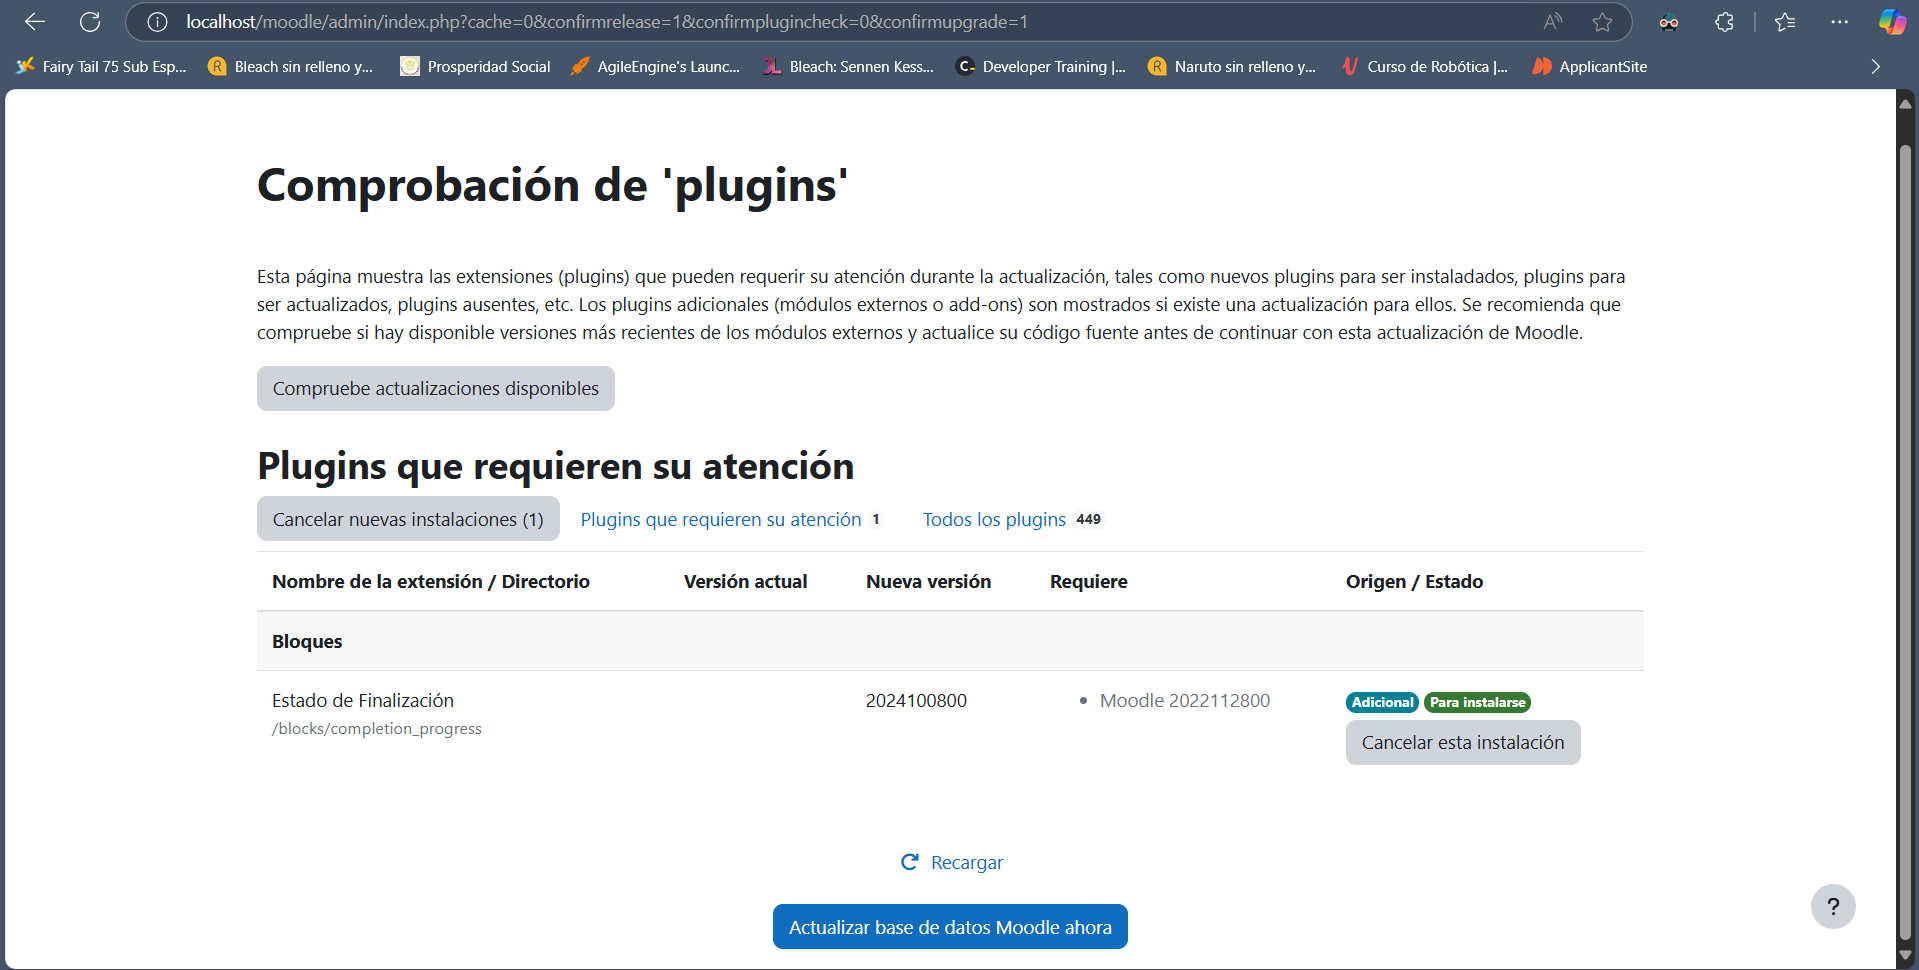 localhost/moodle/admin/index.php?cache=0&confirmrelease=1&confirmplugincheck=0&confirmupgrade=1
Fairy Tail 75 Sub Esp...
Bleach sin relleno y...
Prosperidad Social
AgileEngine's Launc...
Bleach: Sennen Kess...
Developer Training |...
Naruto sin relleno y...
Curso de Robótica |...
ApplicantSite
Comprobación de 'plugins'
Esta página muestra las extensiones (plugins) que pueden requerir su atención durante la actualización, tales como nuevos plugins para ser instaladados, plugins para
ser actualizados, plugins ausentes, etc. Los plugins adicionales (módulos externos o add-ons) son mostrados si existe una actualización para ellos. Se recomienda que
compruebe si hay disponible versiones más recientes de los módulos externos y actualice su código fuente antes de continuar con esta actualización de Moodle.
Compruebe actualizaciones disponibles
Plugins que requieren su atención
Cancelar nuevas instalaciones (1) Plugins que requieren su atención 1 Todos los plugins 449
Nombre de la extensión / Directorio Versión actual Nueva versión Requiere Origen / Estado
Bloques
Estado de Finalización 2024100800 • Moodle 2022112800 Adicional Para instalarse
/blocks/completion_progress
Cancelar esta instalación
Recargar
?
Actualizar base de datos Moodle ahora